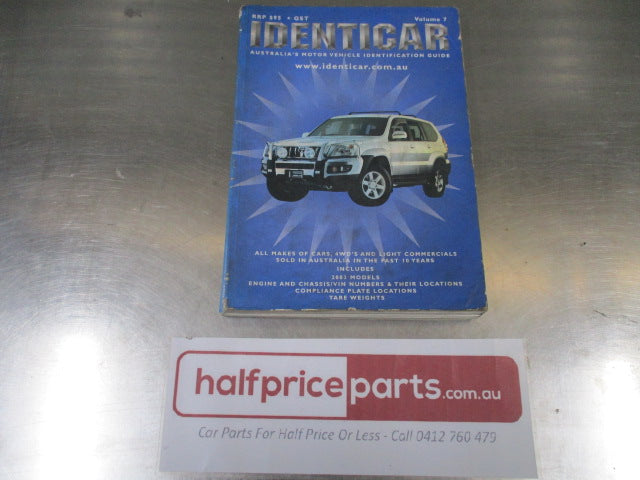 RRP $95 + GST Volume 7
IDENTICAR
AUSTRALIA'S MOTOR VEHICLE IDENTIFICATION GUIDE
www.identicar.com.au
ALL MAKES OF CARS, 4WD'S AND LIGHT COMMERCIALS
SOLD IN AUSTRALIA IN THE PAST 10 YEARS
INCLUDES
2003 MODELS
ENGINE AND CHASSIS/VIN NUMBERS & THEIR LOCATIONS
COMPLIANCE PLATE LOCATIONS
TARE WEIGHTS
halfpriceparts.com.au
Car Parts For Half Price Or Less - Call 0412 760 479